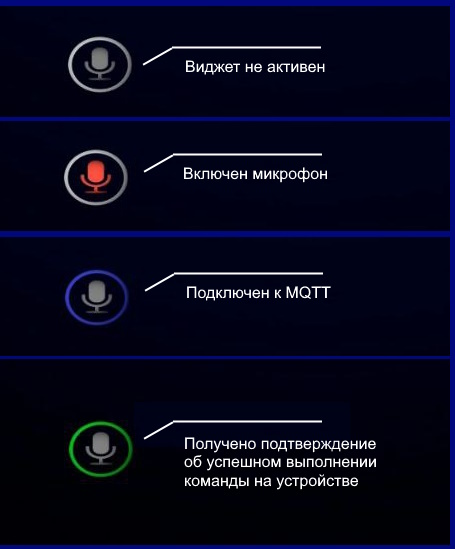 Виджет не активен
Включен микрофон
Подключен к MQTT
Получено подтверждение
об успешном выполнении
команды на устройстве